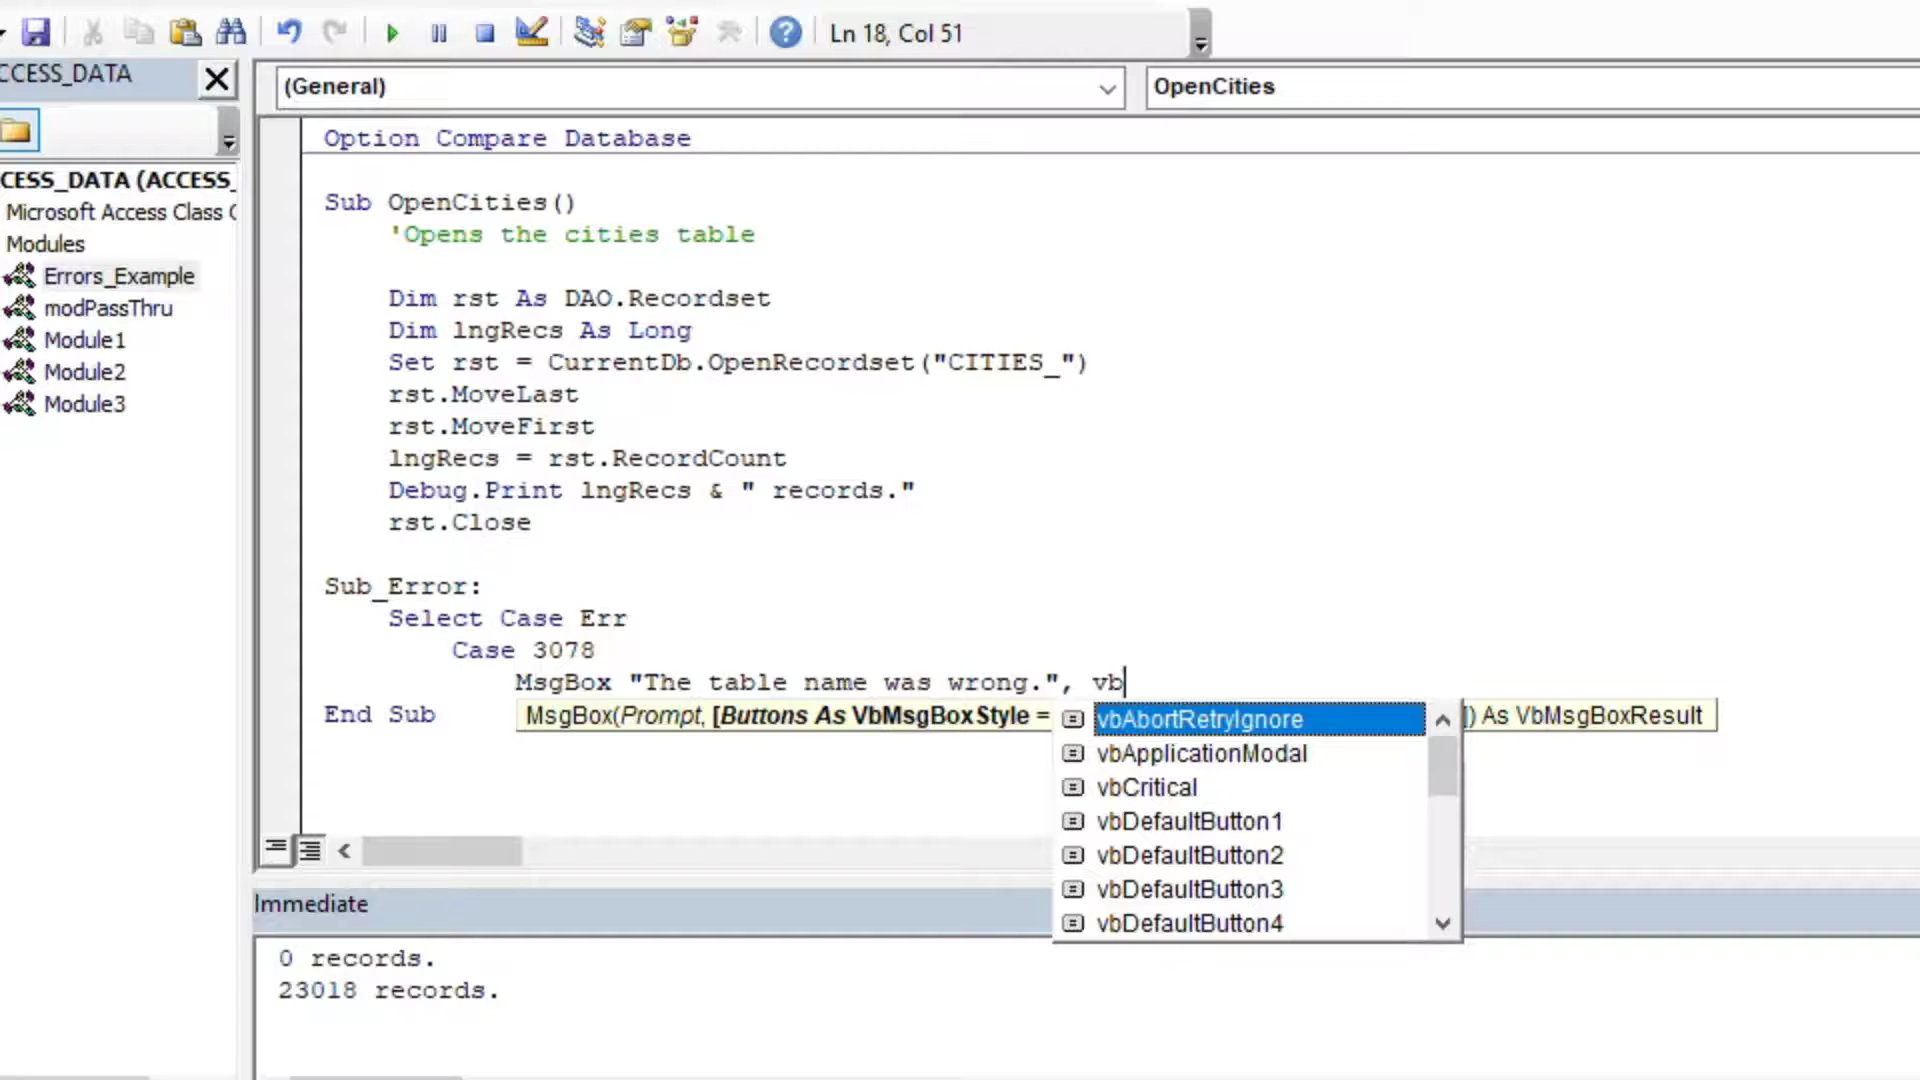 Ln 18, Col 51
CCESS_DATA
(General)
OpenCities
CESS_DATA (ACCESS_
Microsoft Access Class
Modules
Errors_Example
modPassThru
Module1
Module2
Module3
Option Compare Database
Sub OpenCities()
'Opens the cities table
Dim rst As DAO.Recordset
Dim lngRecs As Long
Set rst = CurrentDb.OpenRecordset("CITIES_")
rst.MoveLast
rst.MoveFirst
lngRecs = rst.RecordCount
Debug.Print lngRecs & " records."
rst.Close
Sub_Error:
Select Case Err
Case 3078
MsgBox "The table name was wrong.", vb
End Sub
MsgBox(Prompt, [Buttons As VbMsgBoxStyle = ]) As VbMsgBoxResult
vbAbortRetryIgnore
vbApplicationModal
vbCritical
vbDefaultButton1
vbDefaultButton2
vbDefaultButton3
vbDefaultButton4
Immediate
0 records.
23018 records.